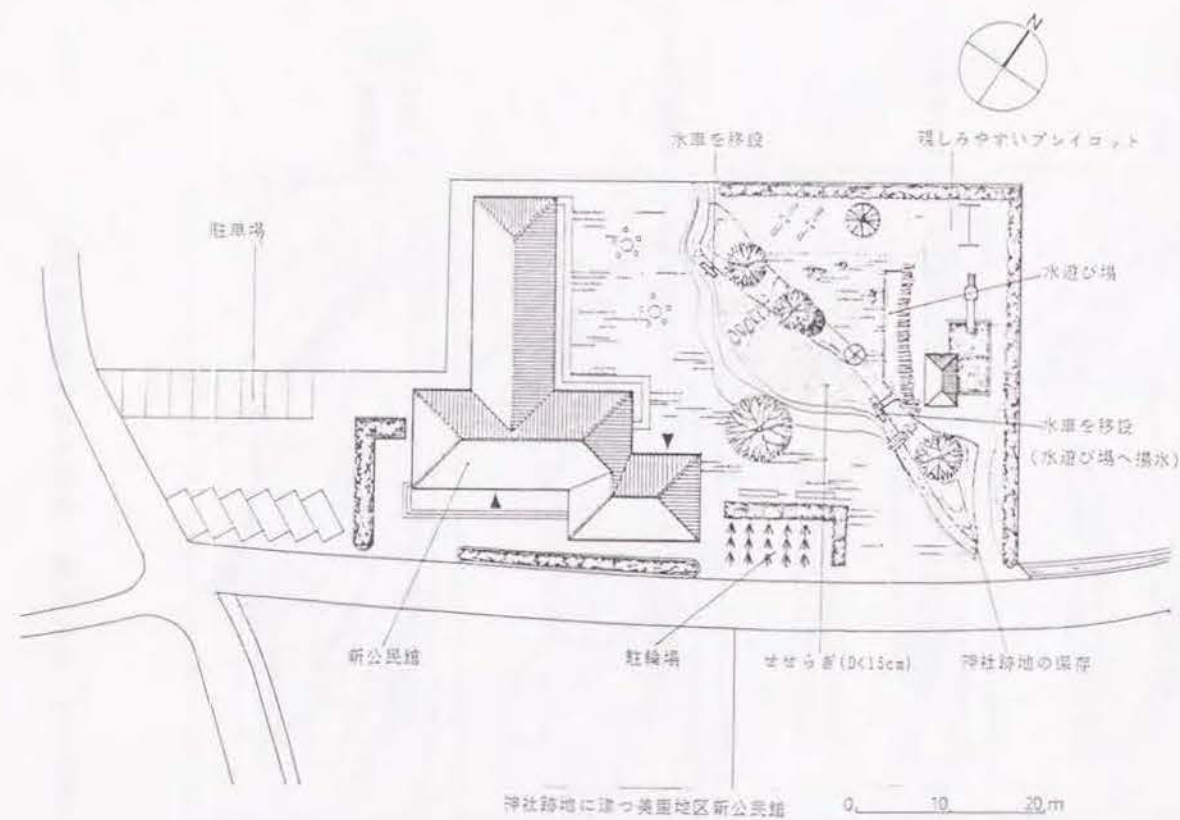 N
水車を移設
親しみやすいプレイロット
駐車場
水遊び場
水車を移設
(水遊び場へ揚水)
新公民館
駐輪場
せせらぎ(D<15cm)
神社跡地の保存
神社跡地に建つ美園地区新公民館
0 10 20m